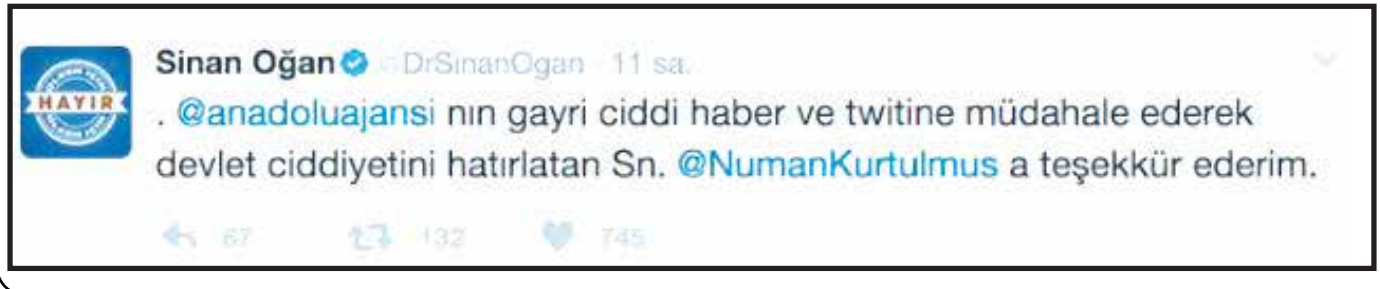 Sinan Oğan @DrSinanOgan · 11 sa.
HAYIR
. @anadoluajansi nın gayri ciddi haber ve twitine müdahale ederek
devlet ciddiyetini hatırlatan Sn. @NumanKurtulmus a teşekkür ederim.
67 132 745